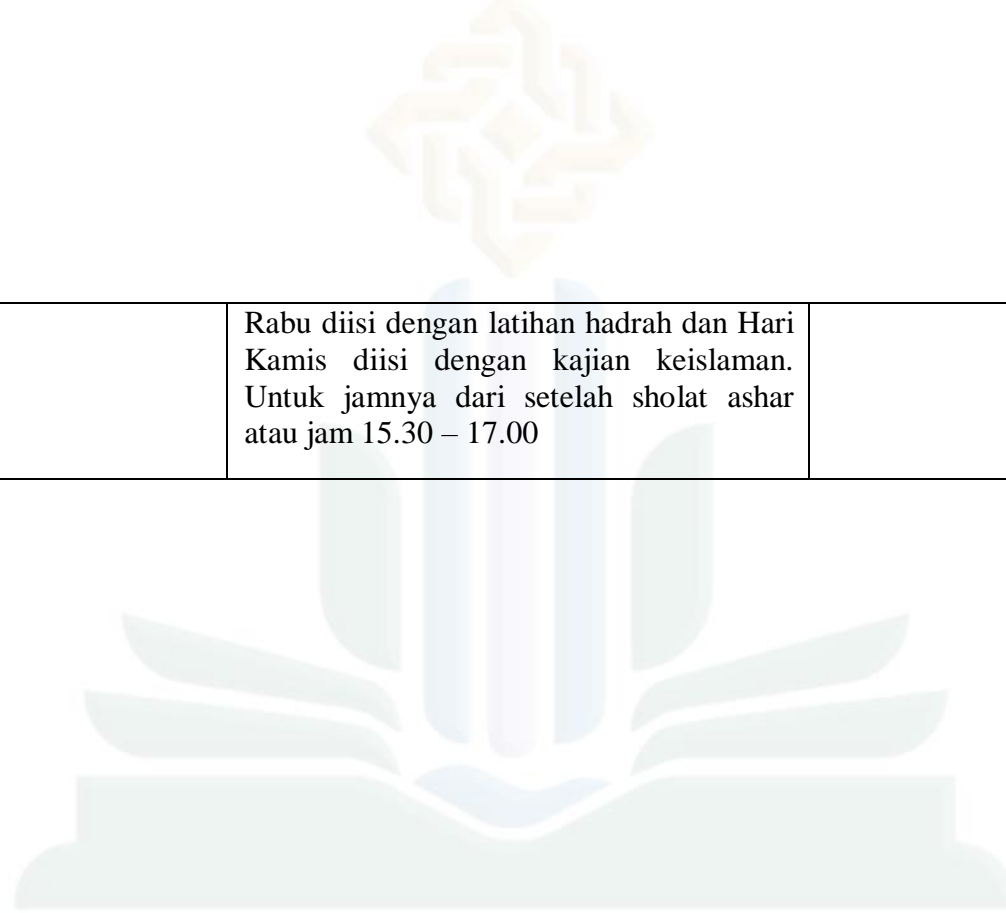 Rabu diisi dengan latihan hadrah dan Hari
Kamis diisi dengan kajian keislaman.
Untuk jamnya dari setelah sholat ashar
atau jam 15.30 – 17.00